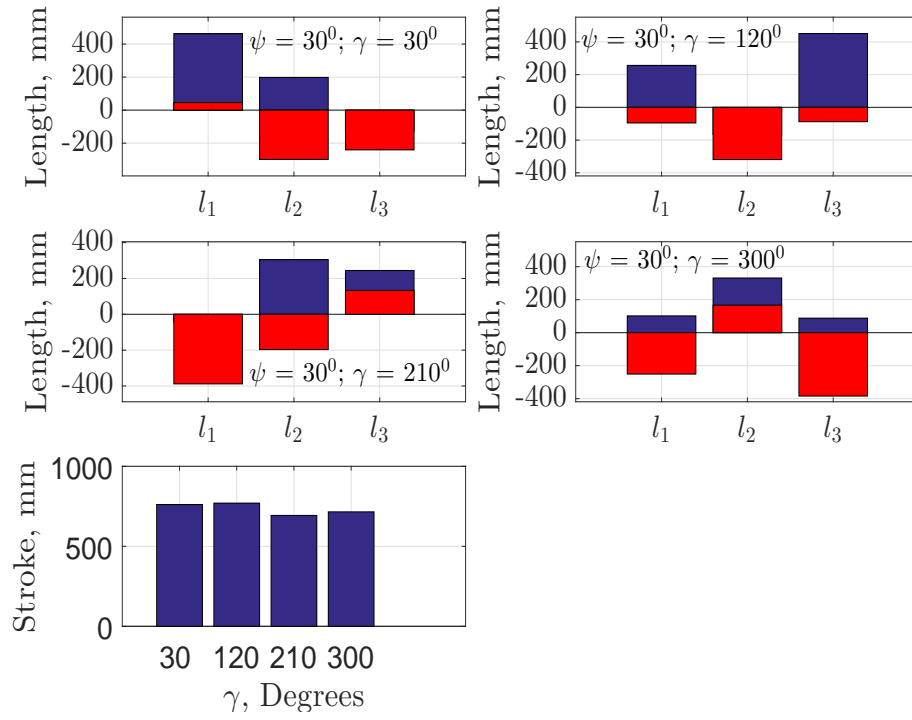 Length, mm
400
200
0
-200
ψ = 30⁰; γ = 30⁰
l₁
l₂
l₃
Length, mm
400
200
0
-200
-400
ψ = 30⁰; γ = 120⁰
l₁
l₂
l₃
Length, mm
400
200
0
-200
-400
ψ = 30⁰; γ = 210⁰
l₁
l₂
l₃
Length, mm
400
200
0
-200
-400
ψ = 30⁰; γ = 300⁰
l₁
l₂
l₃
Stroke, mm
1000
500
0
30 120 210 300
γ, Degrees